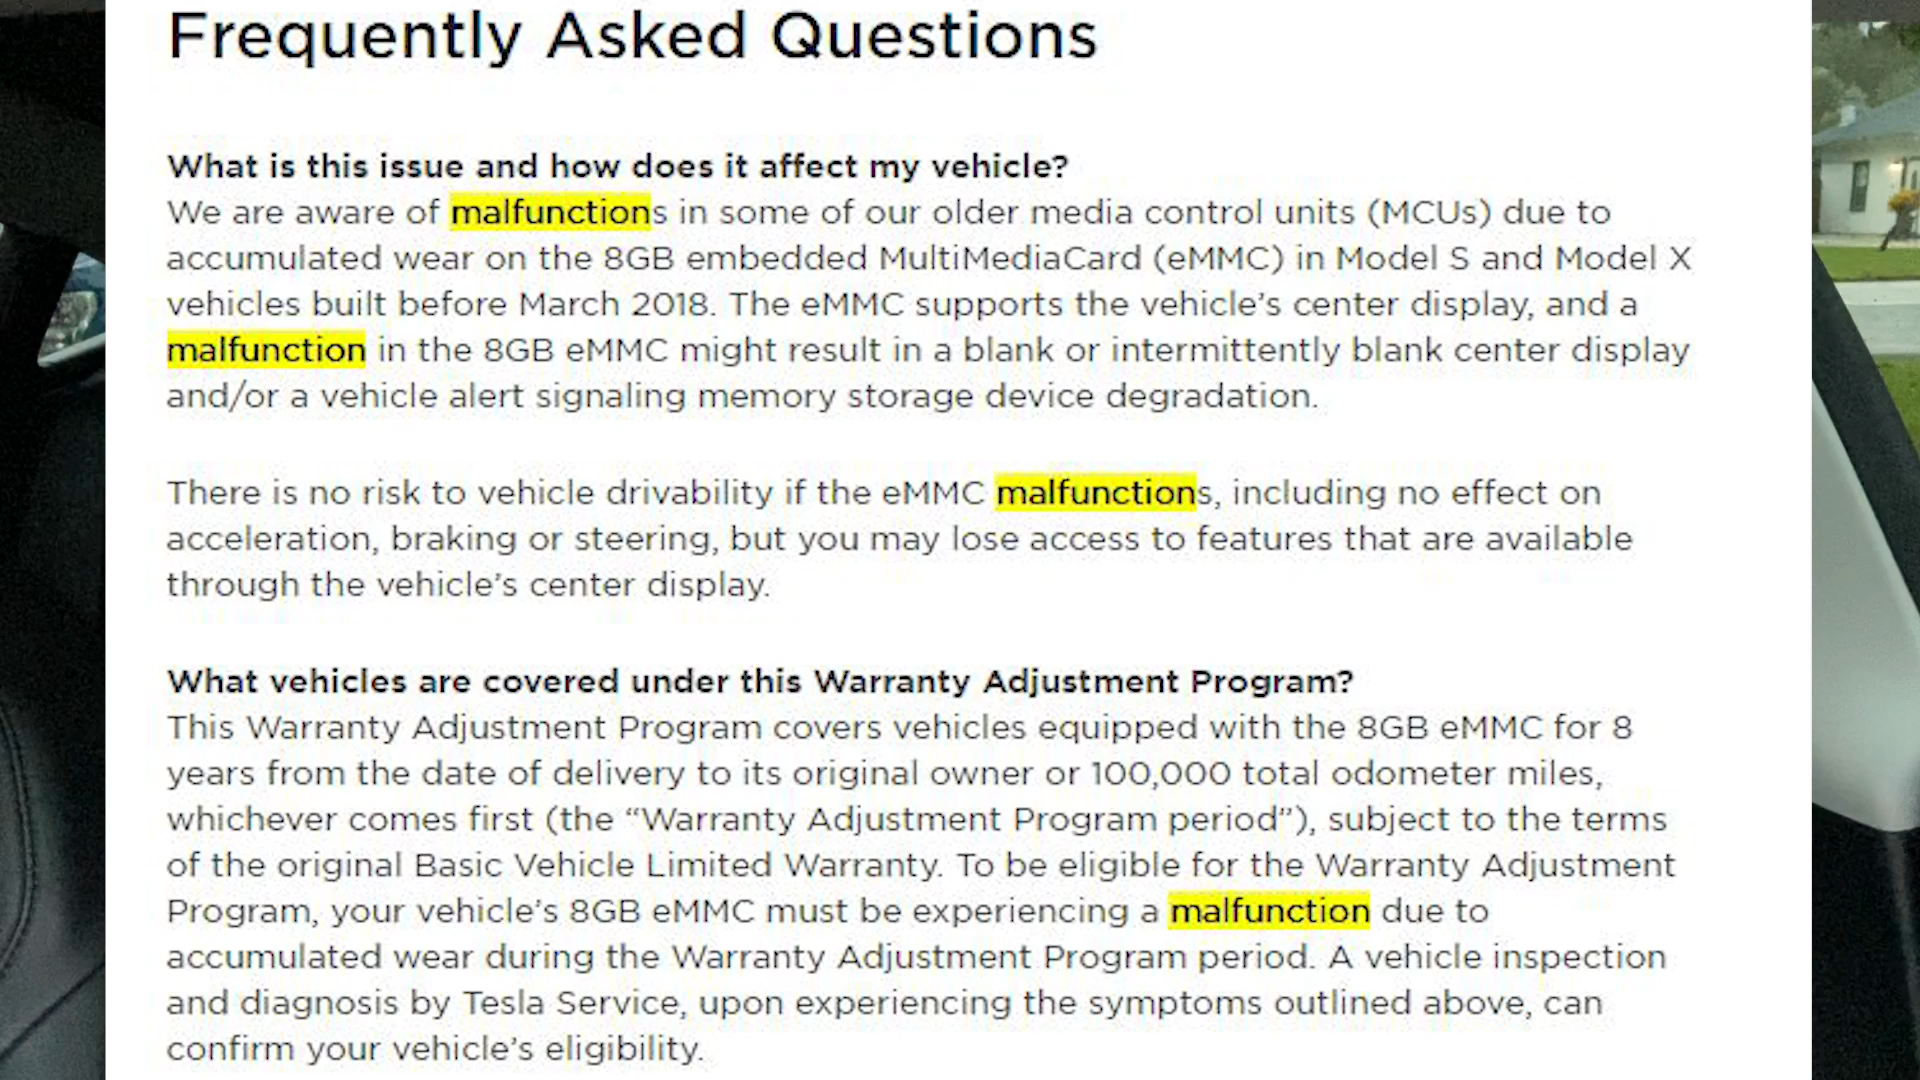 Frequently Asked Questions
What is this issue and how does it affect my vehicle?
We are aware of malfunctions in some of our older media control units (MCUs) due to
accumulated wear on the 8GB embedded MultiMediaCard (eMMC) in Model S and Model X
vehicles built before March 2018. The eMMC supports the vehicle’s center display, and a
malfunction in the 8GB eMMC might result in a blank or intermittently blank center display
and/or a vehicle alert signaling memory storage device degradation.
There is no risk to vehicle drivability if the eMMC malfunctions, including no effect on
acceleration, braking or steering, but you may lose access to features that are available
through the vehicle’s center display.
What vehicles are covered under this Warranty Adjustment Program?
This Warranty Adjustment Program covers vehicles equipped with the 8GB eMMC for 8
years from the date of delivery to its original owner or 100,000 total odometer miles,
whichever comes first (the “Warranty Adjustment Program period”), subject to the terms
of the original Basic Vehicle Limited Warranty. To be eligible for the Warranty Adjustment
Program, your vehicle’s 8GB eMMC must be experiencing a malfunction due to
accumulated wear during the Warranty Adjustment Program period. A vehicle inspection
and diagnosis by Tesla Service, upon experiencing the symptoms outlined above, can
confirm your vehicle’s eligibility.